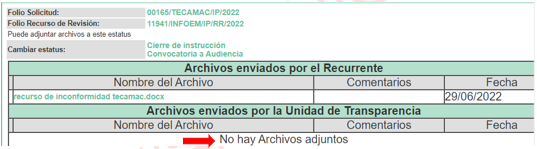 Folio Solicitud: 00165/TECAMAC/IP/2022
Folio Recurso de Revisión: 11941/INFOEM/IP/RR/2022
Puede adjuntar archivos a este estatus
Cambiar estatus: Cierre de instrucción
Convocatoria a Audiencia
Archivos enviados por el Recurrente
Nombre del Archivo Comentarios Fecha
recurso de inconformidad tecamac.docx 29/06/2022
Archivos enviados por la Unidad de Transparencia
Nombre del Archivo Comentarios Fecha
No hay Archivos adjuntos